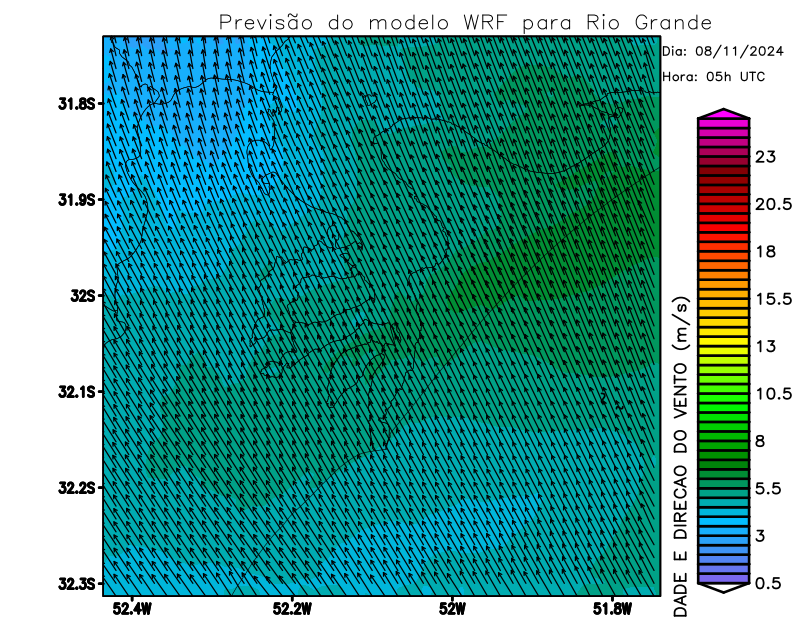 Previsão do modelo WRF para Rio Grande
Dia: 08/11/2024
Hora: 05h UTC
31.8S
31.9S
32S
32.1S
32.2S
32.3S
52.4W
52.2W
52W
51.8W
DADE E DIRECAO DO VENTO (m/s)
23
20.5
18
15.5
13
10.5
8
5.5
3
0.5